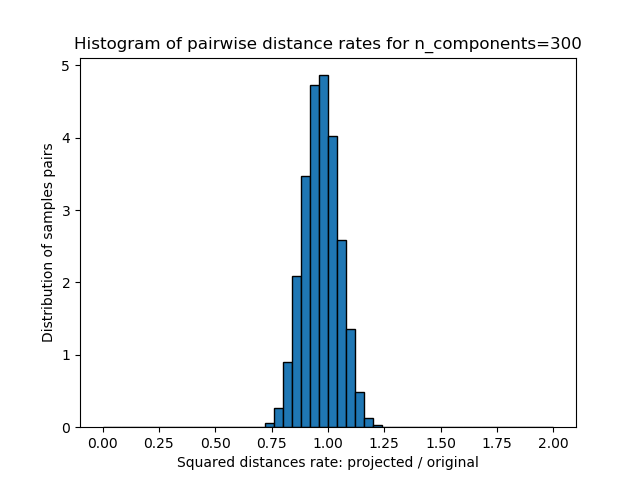 Histogram of pairwise distance rates for n_components=300
Distribution of samples pairs
5
4
3
2
1
0
0.00 0.25 0.50 0.75 1.00 1.25 1.50 1.75 2.00
Squared distances rate: projected / original